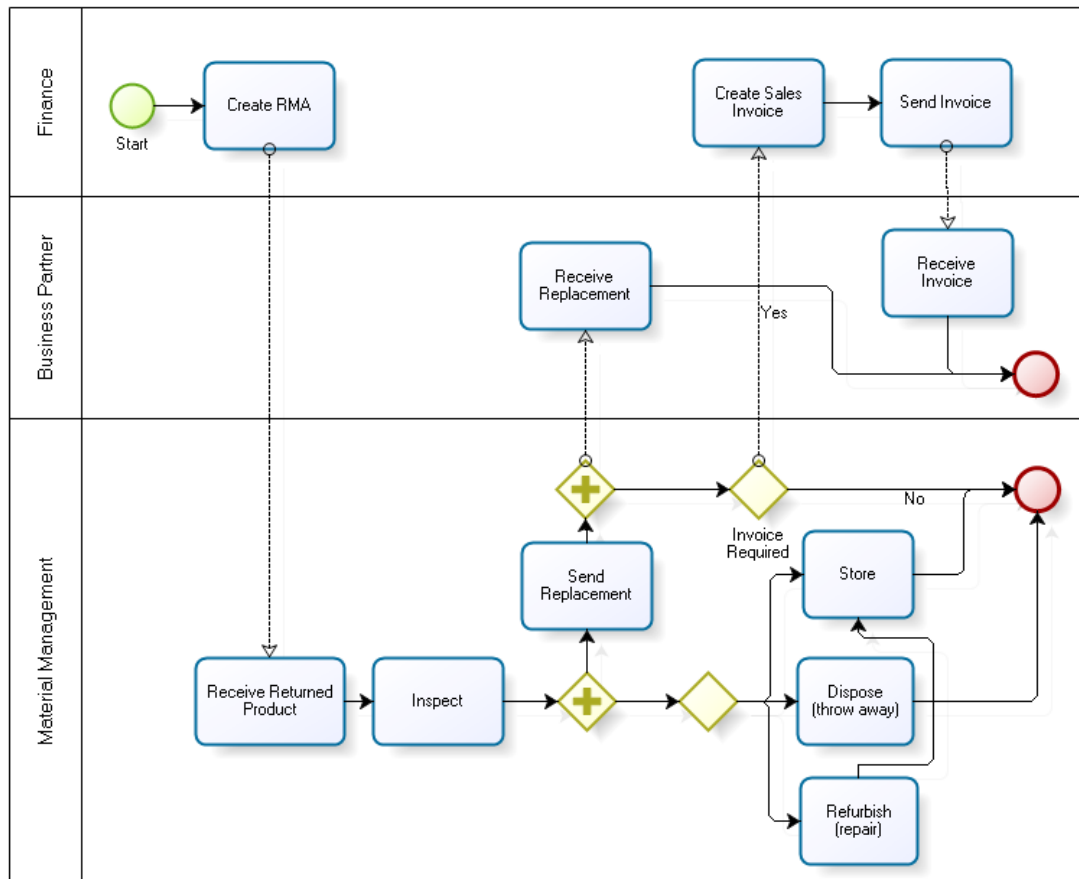 Finance
Start
Create RMA
Create Sales
Invoice
Send Invoice
Business Partner
Receive
Replacement
Yes
Receive
Invoice
Material Management
No
Invoice
Required
Send
Replacement
Store
Receive Returned
Product
Inspect
Dispose
(throw away)
Refurbish
(repair)